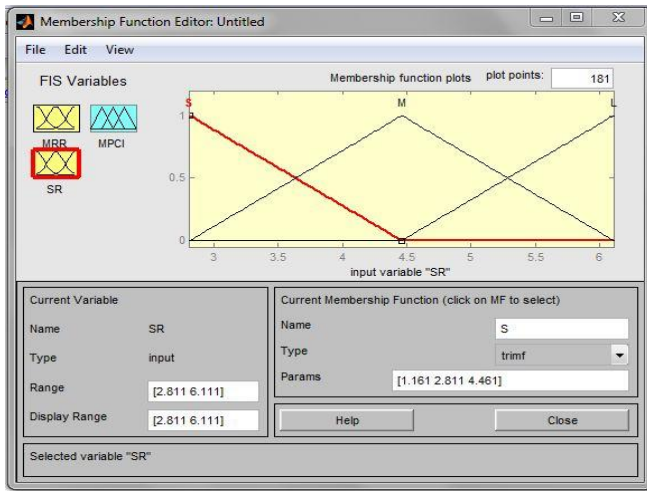 Membership Function Editor: Untitled
File Edit View
FIS Variables
Membership function plots
plot points:
181
MRR
MPCI
SR
S
M
L
1
0.5
0
3
3.5
4
4.5
5
5.5
6
input variable "SR"
Current Variable
Name
SR
Type
input
Range
[2.811 6.111]
Display Range
[2.811 6.111]
Current Membership Function (click on MF to select)
Name
S
Type
trimf
Params
[1.161 2.811 4.461]
Help
Close
Selected variable "SR"